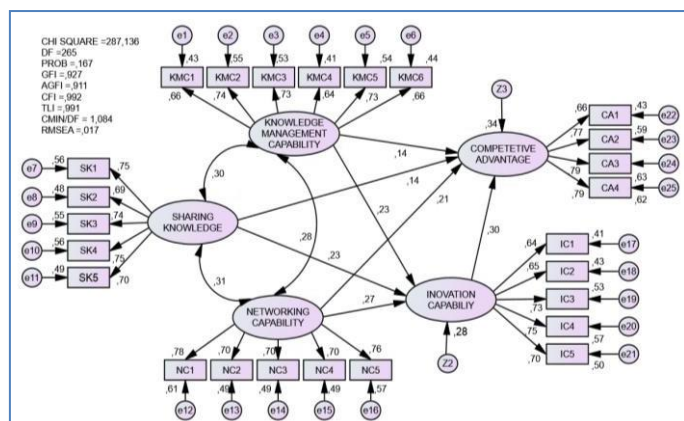 CHI SQUARE =287,136
DF =265
PROB =,167
GFI =,927
AGFI =,911
CFI =,992
TLI =,991
CMIN/DF = 1,084
RMSEA =,017
e1 e2 e3 e4 e5 e6
,43 ,55 ,53 ,41 ,54 ,44
KMC1 KMC2 KMC3 KMC4 KMC5 KMC6
,66 ,74 ,73 ,64 ,73 ,66
KNOWLEDGE
MANAGEMENT
CAPABILITY
Z3
,34
COMPETETIVE
ADVANTAGE
,66 CA1 ,43 e22
,77 CA2 ,59 e23
,79 CA3 ,63 e24
,79 CA4 ,62 e25
e7 ,56 SK1 ,75
e8 ,48 SK2 ,69
e9 ,55 SK3 ,74
e10 ,56 SK4 ,75
e11 ,49 SK5 ,70
SHARING
KNOWLEDGE
,30
,14
,14
,21
,23
,28
,23
,30
,31
,27
NETWORKING
CAPABILITY
INOVATION
CAPABILIY
,28
Z2
,64 IC1 ,41 e17
,65 IC2 ,43 e18
,73 IC3 ,53 e19
,75 IC4 ,57 e20
,70 IC5 ,50 e21
,78 ,70 ,70 ,70 ,76
NC1 NC2 NC3 NC4 NC5
,61 ,49 ,49 ,49 ,57
e12 e13 e14 e15 e16